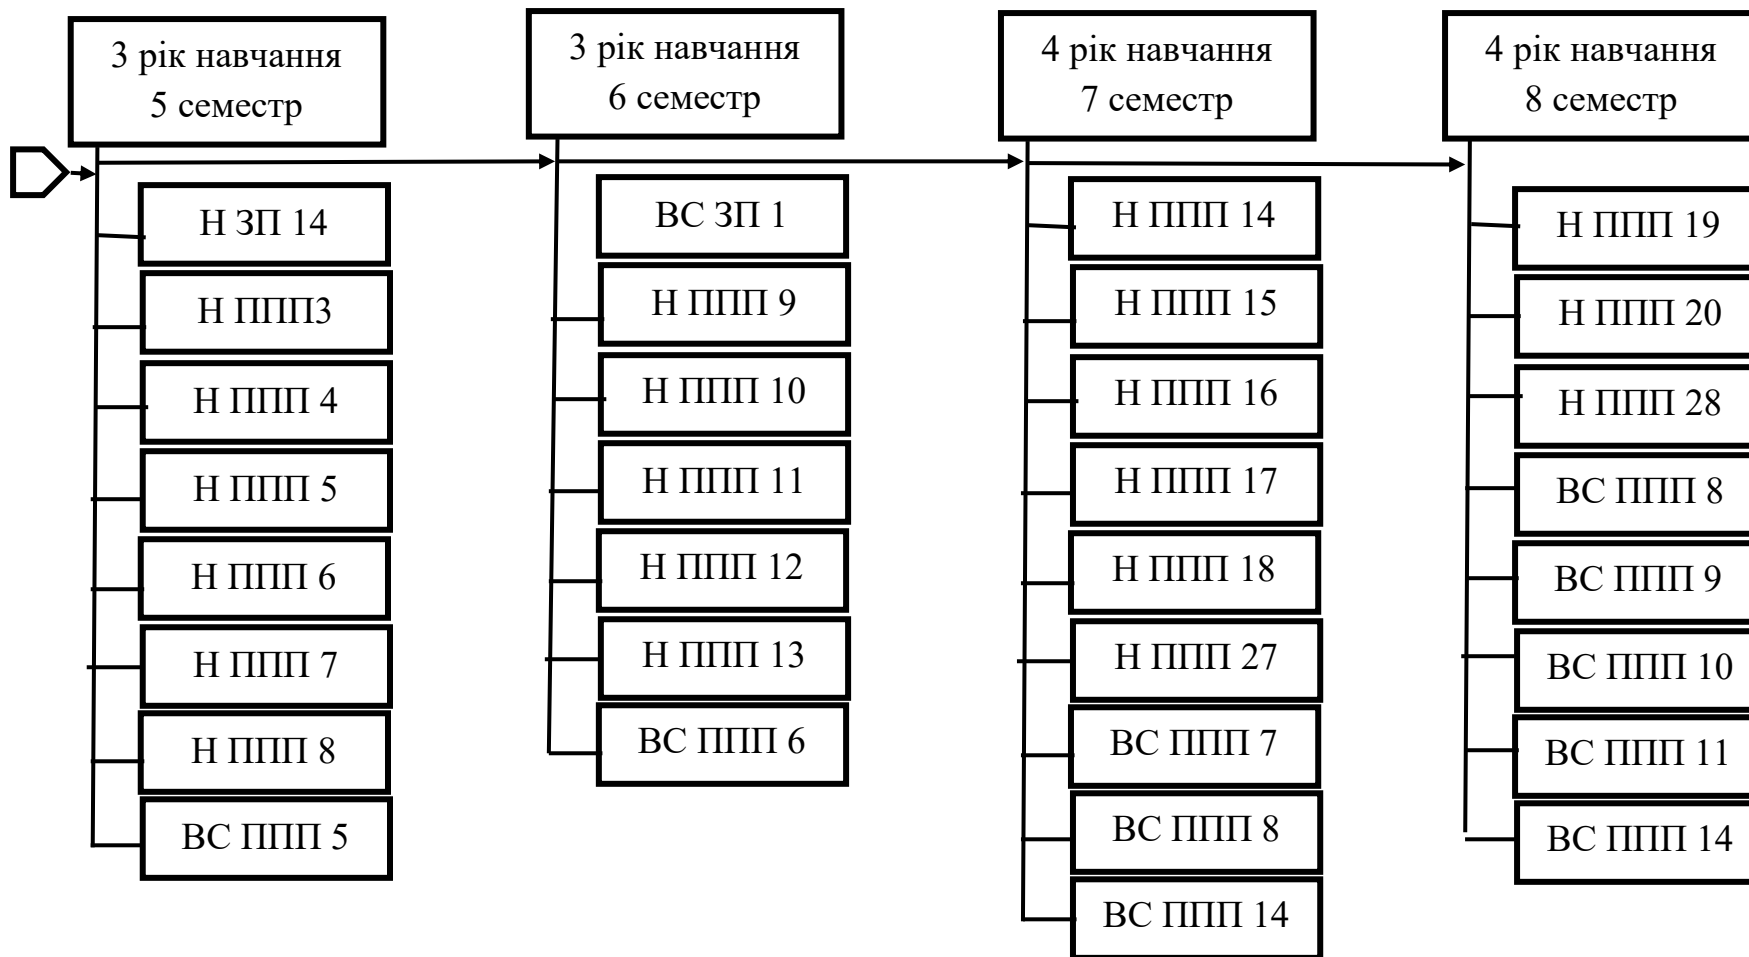 3 рік навчання
5 семестр
Н ЗП 14
Н ППП3
Н ППП 4
Н ППП 5
Н ППП 6
Н ППП 7
Н ППП 8
ВС ППП 5
3 рік навчання
6 семестр
ВС ЗП 1
Н ППП 9
Н ППП 10
Н ППП 11
Н ППП 12
Н ППП 13
ВС ППП 6
4 рік навчання
7 семестр
Н ППП 14
Н ППП 15
Н ППП 16
Н ППП 17
Н ППП 18
Н ППП 27
ВС ППП 7
ВС ППП 8
ВС ППП 14
4 рік навчання
8 семестр
Н ППП 19
Н ППП 20
Н ППП 28
ВС ППП 8
ВС ППП 9
ВС ППП 10
ВС ППП 11
ВС ППП 14